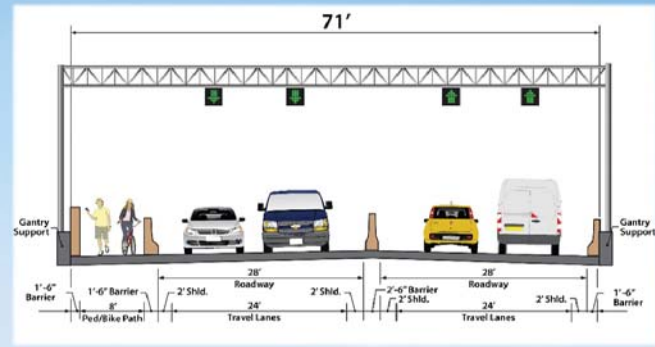 71'
Gantry
Support
Gantry
Support
28'
Roadway
28'
Roadway
1'-6"
Barrier
1'-6" Barrier
2' Shld.
2' Shld.
2'-6" Barrier
2' Shld.
2' Shld.
1'-6"
Barrier
8'
Ped/Bike Path
24'
Travel Lanes
24'
Travel Lanes